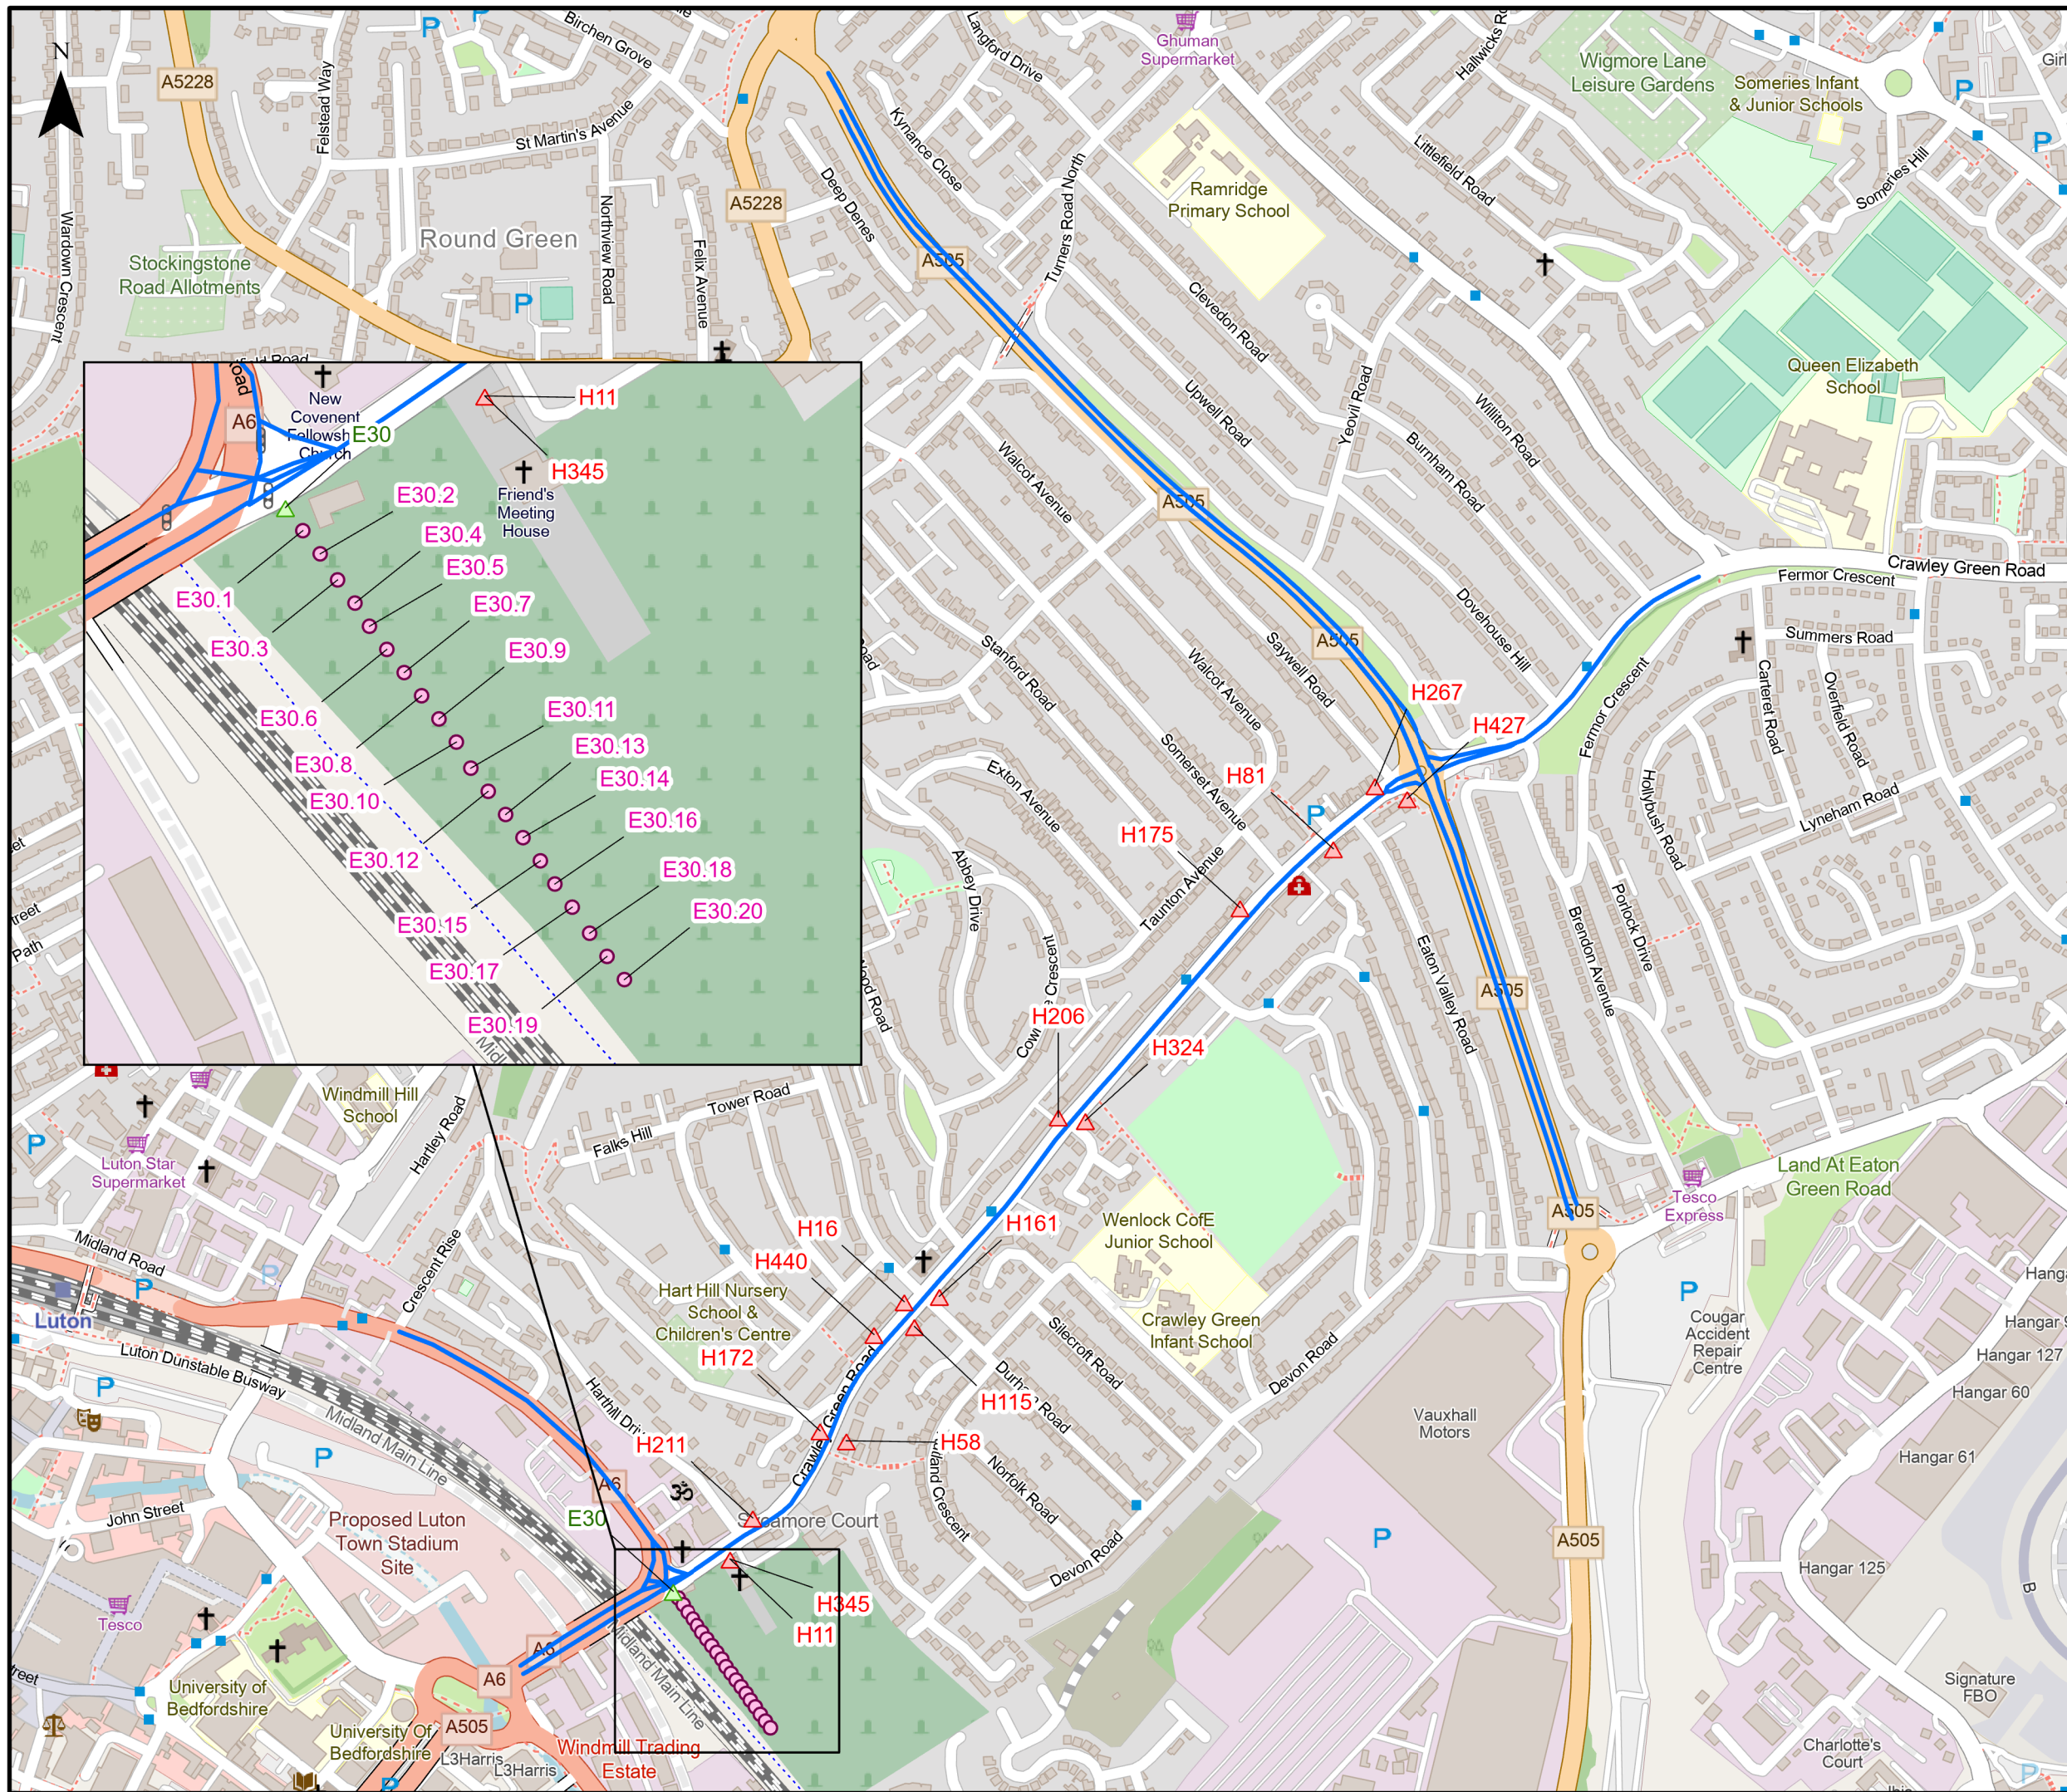 N
A5228
Felstead Way
Birchen Grove
St Martin's Avenue
Northview Road
Felix Avenue
A5228
Round Green
Stockingstone
Road Allotments
Wardown Crescent
Langford Drive
Ghuman
Supermarket
Kynance Close
Deep Denes
Turners Road North
Ramridge
Primary School
Littlefield Road
Wigmore Lane
Leisure Gardens
Someries Infant
& Junior Schools
Someries Hill
A505
Clevedon Road
Queen Elizabeth
School
Upwell Road
Yeovil Road
Williton Road
Burnham Road
A505
Walcot Avenue
Crawley Green Road
Fermor Crescent
Dovehouse Hill
Summers Road
A505
Saywell Road
Walcot Avenue
Stanford Road
Fermor Crescent
Carteret Road
Overfield Road
H267
H427
H81
H175
Somerset Avenue
Exton Avenue
Taunton Avenue
Abbey Drive
Hollybush Road
Lyneham Road
Porlock Drive
Brendon Avenue
Eaton Valley Road
A505
H206
H324
A6
New
Covenent
Church
E30
H11
H345
Friend's
Meeting
House
E30.2
E30.4
E30.5
E30.1
E30.7
E30.3
E30.9
E30.6
E30.11
E30.8
E30.13
E30.10
E30.14
E30.16
E30.12
E30.18
E30.15
E30.20
E30.17
E30.19
Windmill Hill
School
Hartley Road
Tower Road
Falks Hill
Luton Star
Supermarket
Midland Road
Crescent Rise
Luton
Luton Dunstable Busway
Midland Main Line
H16
H161
H440
Hart Hill Nursery
School &
Children's Centre
H172
H115
H58
H211
Crawley Green Road
Wenlock CofE
Junior School
Crawley Green
Infant School
Silecroft Road
Durham Road
Devon Road
Norfolk Road
Devon Road
A505
Tesco
Express
Land At Eaton
Green Road
Cougar
Accident
Repair
Centre
Hangar 127
Hangar 60
Hangar 61
Hangar 125
Vauxhall
Motors
A505
Signature
FBO
Charlotte's
Court
A6
E30
Sycamore Court
H345
H11
John Street
Proposed Luton
Town Stadium
Site
Tesco
A6
A6
Midland Main Line
University of
Bedfordshire
University Of
Bedfordshire
A505
L3Harris
L3Harris
Windmill Trading
Estate